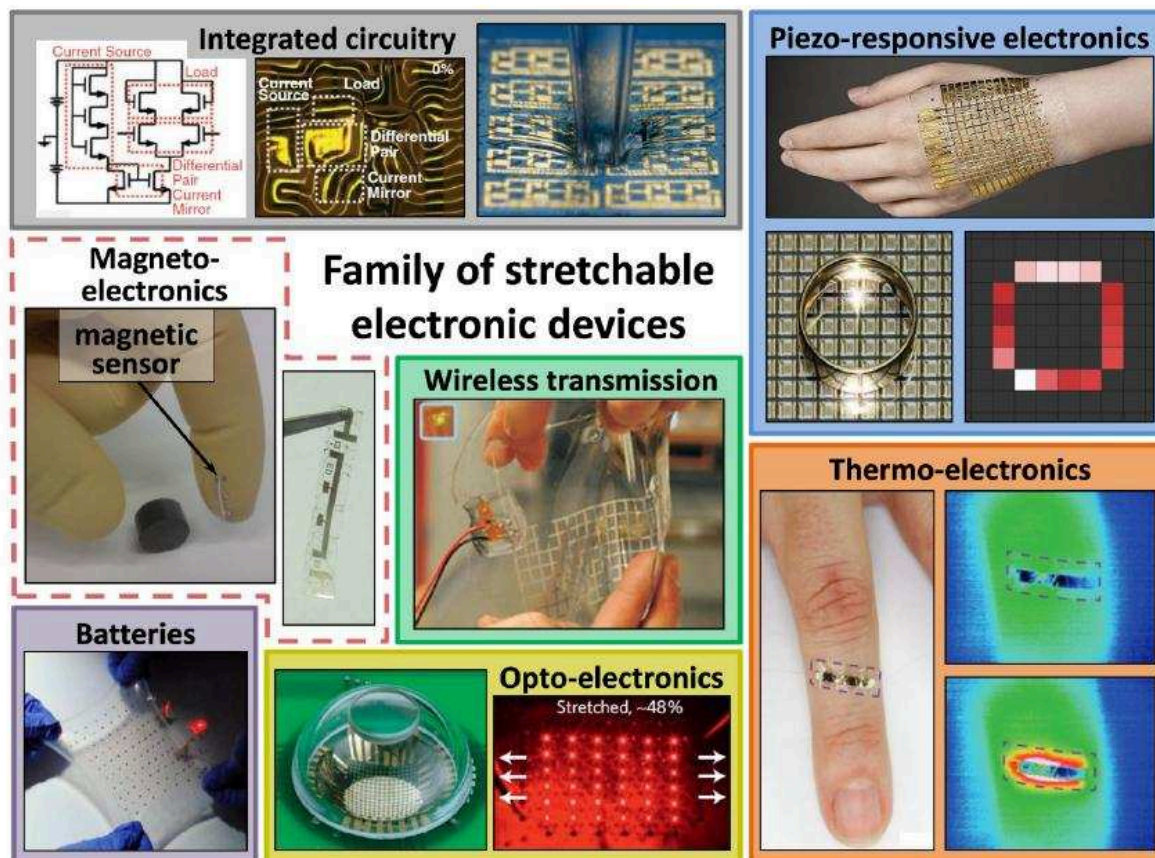 Integrated circuitry
Current Source
Load
Differential
Pair
Current
Mirror
0%
Current
Source
Load
Differential
Pair
Current
Mirror
Piezo-responsive electronics
Magneto-
electronics
magnetic
sensor
Family of stretchable
electronic devices
Wireless transmission
Thermo-electronics
Batteries
Opto-electronics
Stretched, ~48%